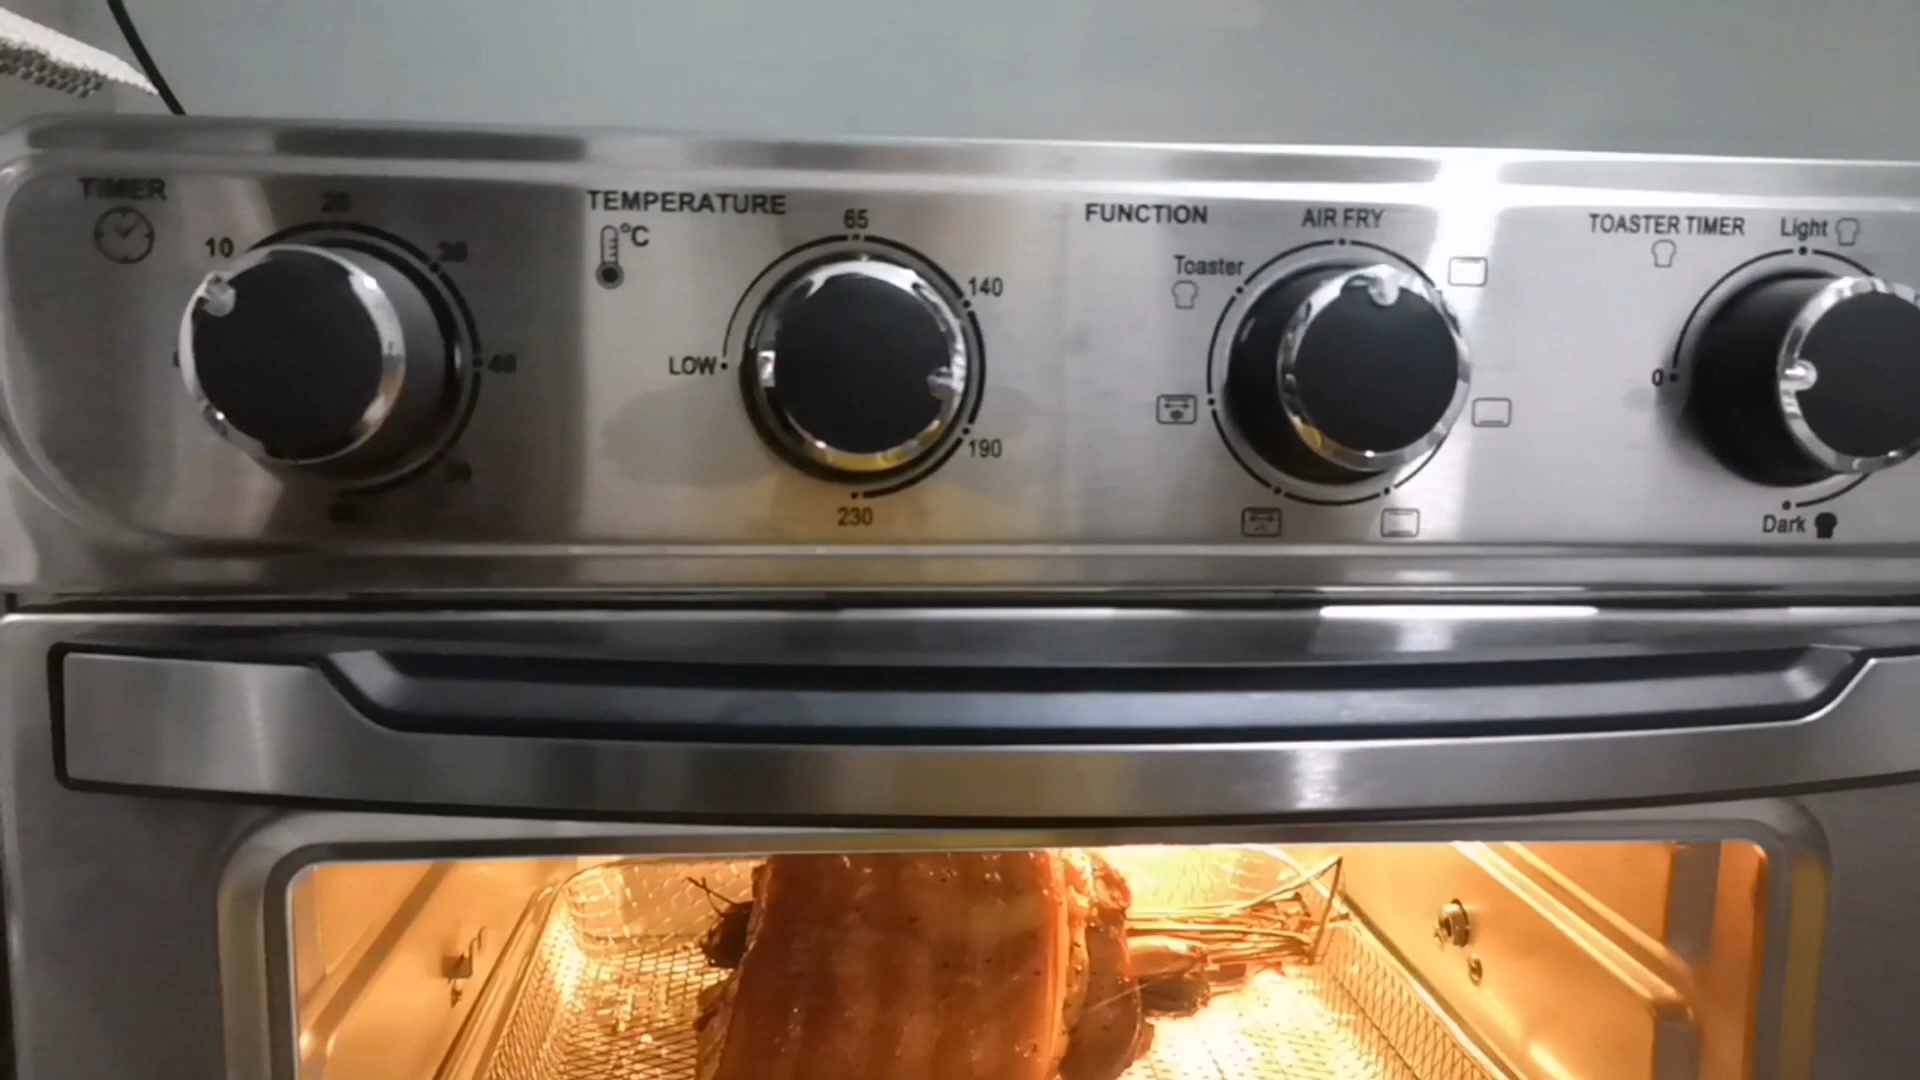 TIMER
10
20
30
40
TEMPERATURE
°C
65
140
LOW
190
230
FUNCTION
AIR FRY
Toaster
TOASTER TIMER
Light
0
Dark